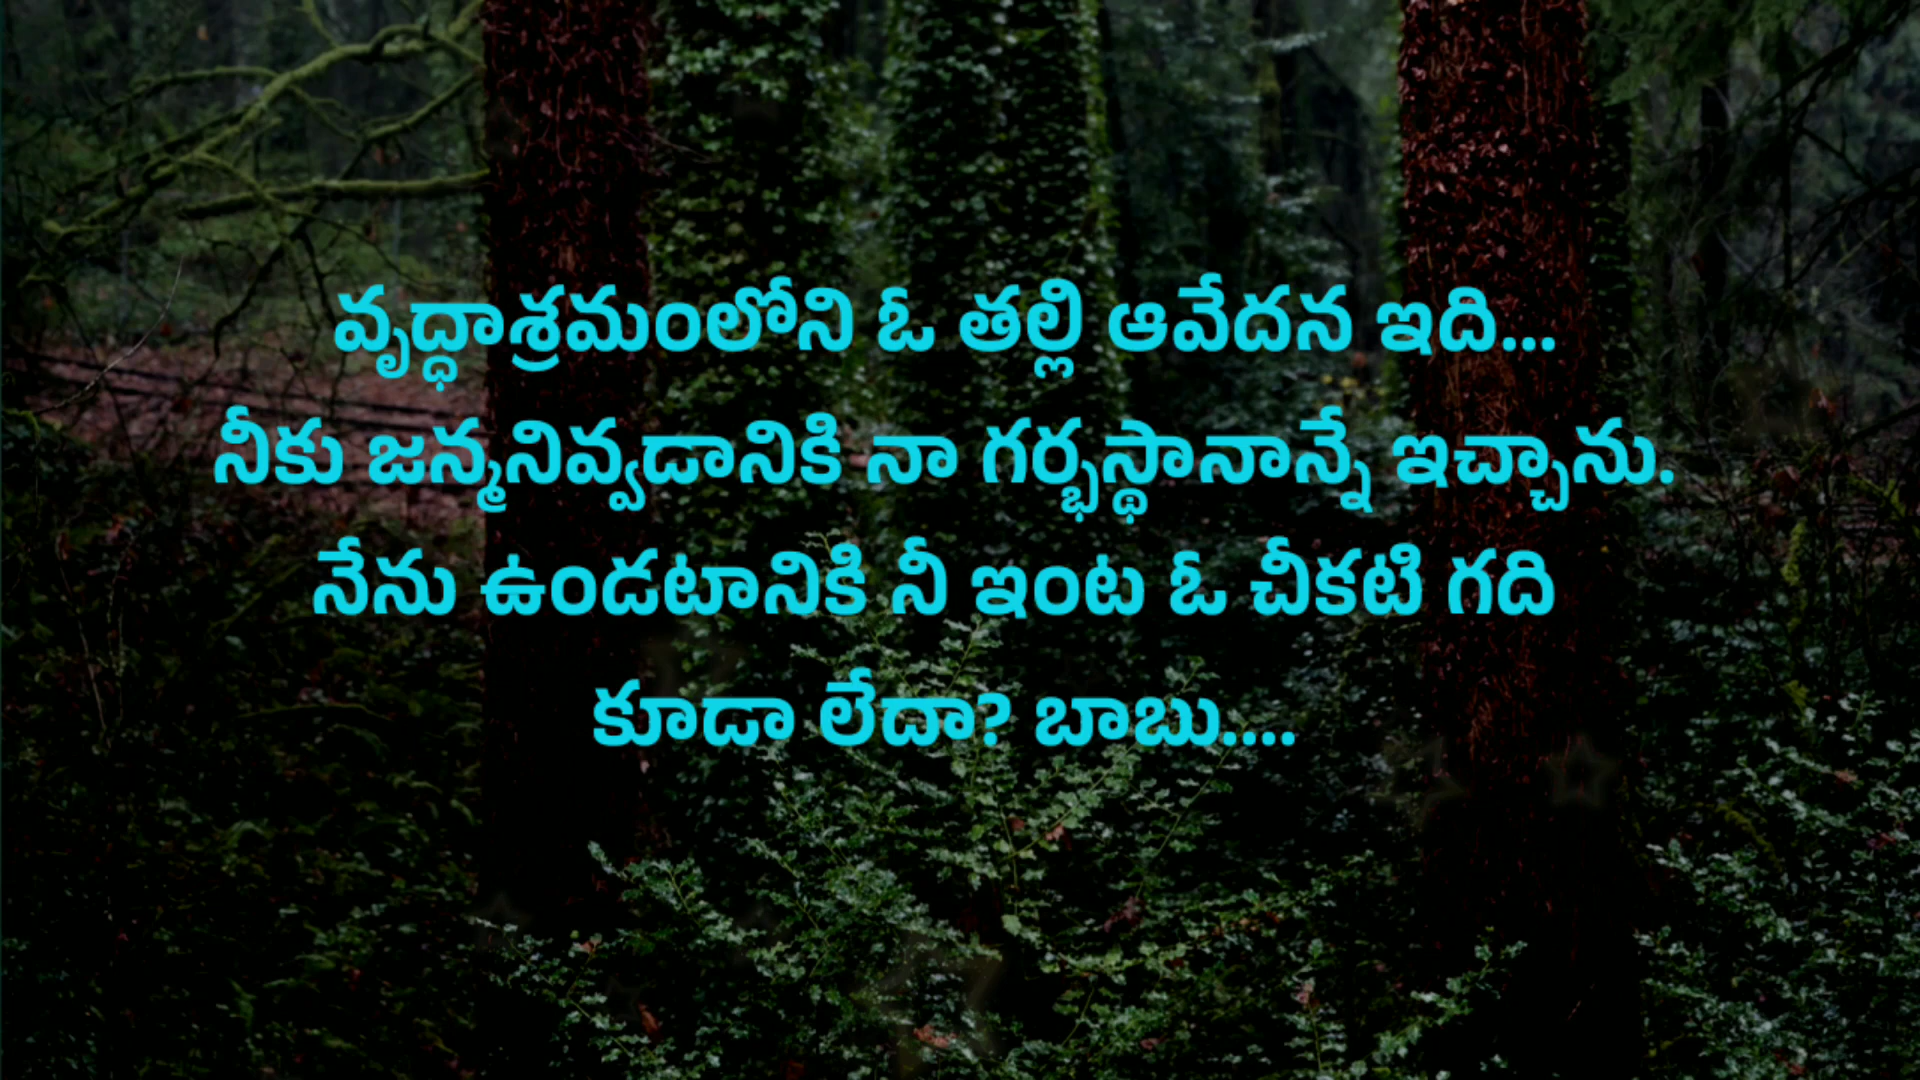 వృద్ధాశ్రమంలోని ఓ తల్లి ఆవేదన ఇది...
నీకు జన్మనివ్వడానికి నా గర్భస్థానాన్నే ఇచ్చాను.
నేను ఉండటానికి నీ ఇంట ఓ చీకటి గది
కూడా లేదా? బాబు....